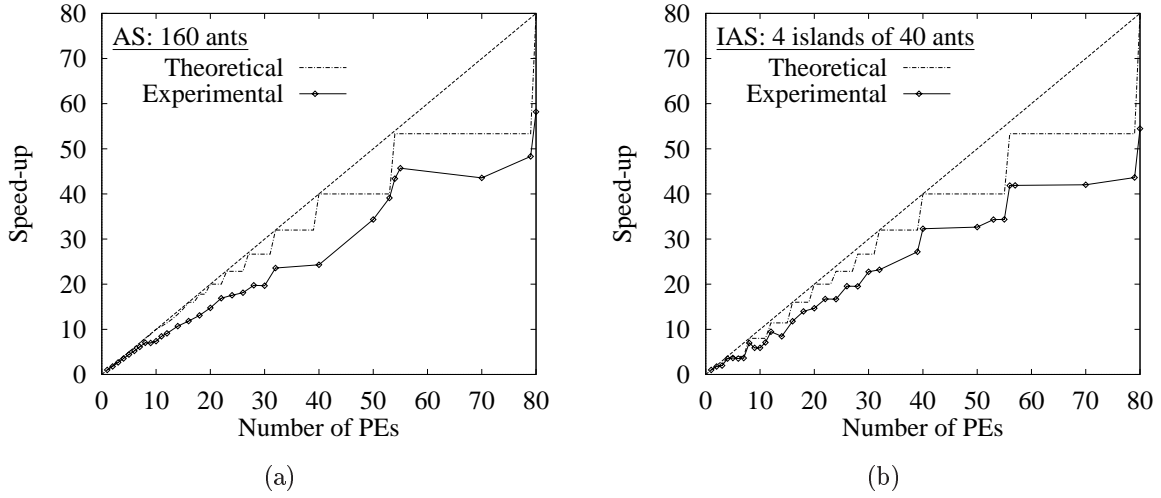 AS: 160 ants
Theoretical
Experimental
80
70
60
50
40
30
20
10
0
Speed-up
0 10 20 30 40 50 60 70 80
Number of PEs
(a)
IAS: 4 islands of 40 ants
Theoretical
Experimental
80
70
60
50
40
30
20
10
0
Speed-up
0 10 20 30 40 50 60 70 80
Number of PEs
(b)